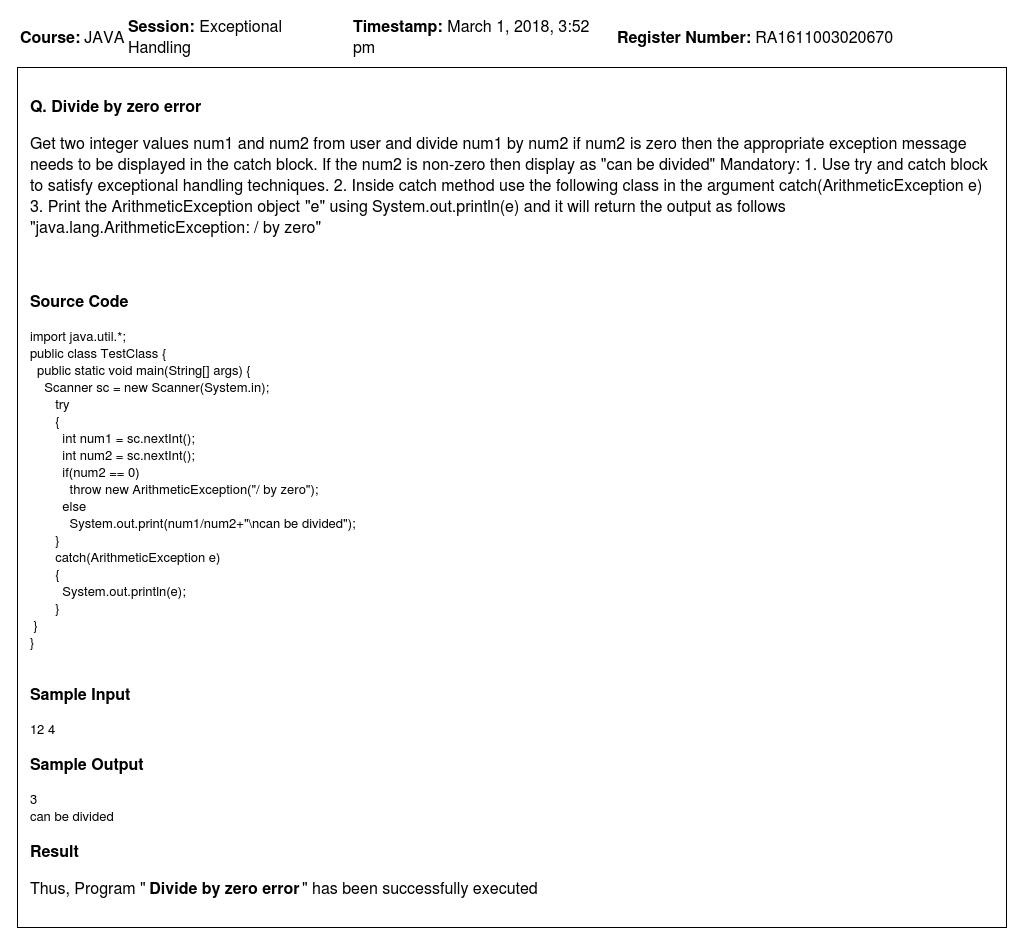 Course: JAVA Session: Exceptional Handling Timestamp: March 1, 2018, 3:52 pm Register Number: RA1611003020670
Q. Divide by zero error
Get two integer values num1 and num2 from user and divide num1 by num2 if num2 is zero then the appropriate exception message
needs to be displayed in the catch block. If the num2 is non-zero then display as "can be divided" Mandatory: 1. Use try and catch block
to satisfy exceptional handling techniques. 2. Inside catch method use the following class in the argument catch(ArithmeticException e)
3. Print the ArithmeticException object "e" using System.out.println(e) and it will return the output as follows
"java.lang.ArithmeticException: / by zero"
Source Code
import java.util.*;
public class TestClass {
public static void main(String[] args) {
Scanner sc = new Scanner(System.in);
try
{
int num1 = sc.nextInt();
int num2 = sc.nextInt();
if(num2 == 0)
throw new ArithmeticException("/ by zero");
else
System.out.print(num1/num2+"\ncan be divided");
}
catch(ArithmeticException e)
{
System.out.println(e);
}
}
}
Sample Input
12 4
Sample Output
3
can be divided
Result
Thus, Program " Divide by zero error " has been successfully executed